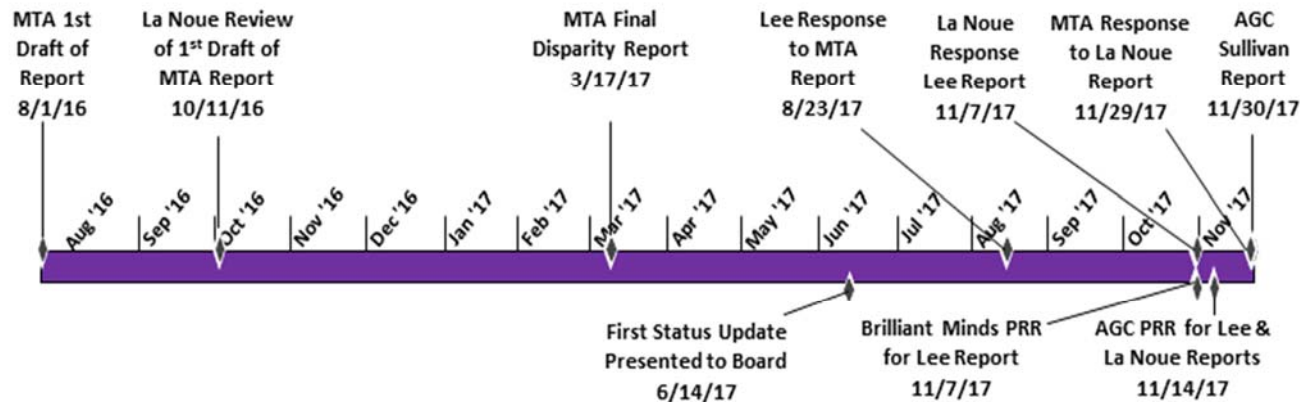 MTA 1st
Draft of
Report
8/1/16
La Noue Review
of 1st Draft of
MTA Report
10/11/16
MTA Final
Disparity Report
3/17/17
Lee Response
to MTA
Report
8/23/17
La Noue
Response
Lee Report
11/7/17
MTA Response
to La Noue
Report
11/29/17
AGC
Sullivan
Report
11/30/17
Aug '16
Sep '16
Oct '16
Nov '16
Dec '16
Jan '17
Feb '17
Mar '17
Apr '17
May '17
Jun '17
Jul '17
Aug '17
Sep '17
Oct '17
Nov '17
First Status Update
Presented to Board
6/14/17
Brilliant Minds PRR
for Lee Report
11/7/17
AGC PRR for Lee &
La Noue Reports
11/14/17